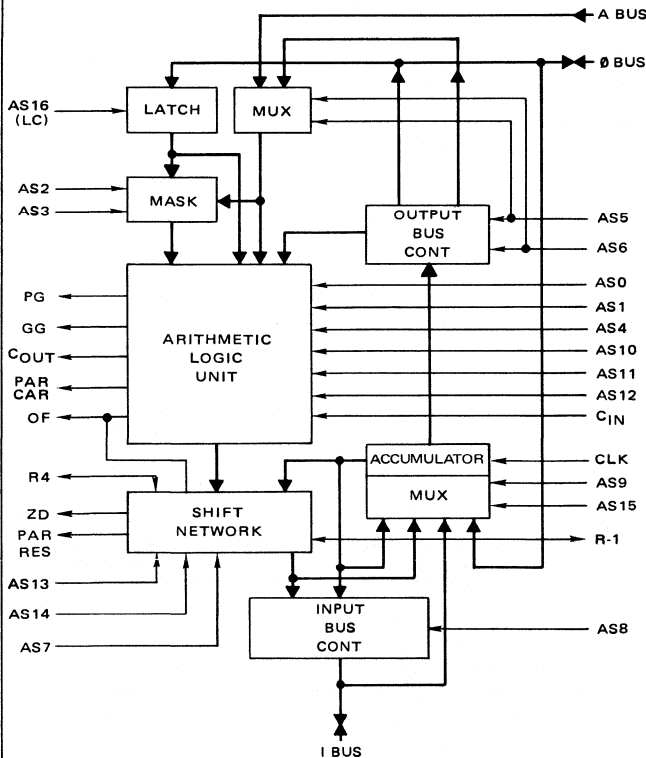 A BUS
Ø BUS
AS16
(LC)
LATCH
MUX
AS2
AS3
MASK
OUTPUT
BUS
CONT
AS5
AS6
AS0
AS1
AS4
AS10
AS11
AS12
CIN
PG
GG
COUT
PAR
CAR
OF
ARITHMETIC
LOGIC
UNIT
R4
ZD
PAR
RES
SHIFT
NETWORK
ACCUMULATOR
MUX
CLK
AS9
AS15
R-1
AS13
AS14
AS7
INPUT
BUS
CONT
AS8
I BUS